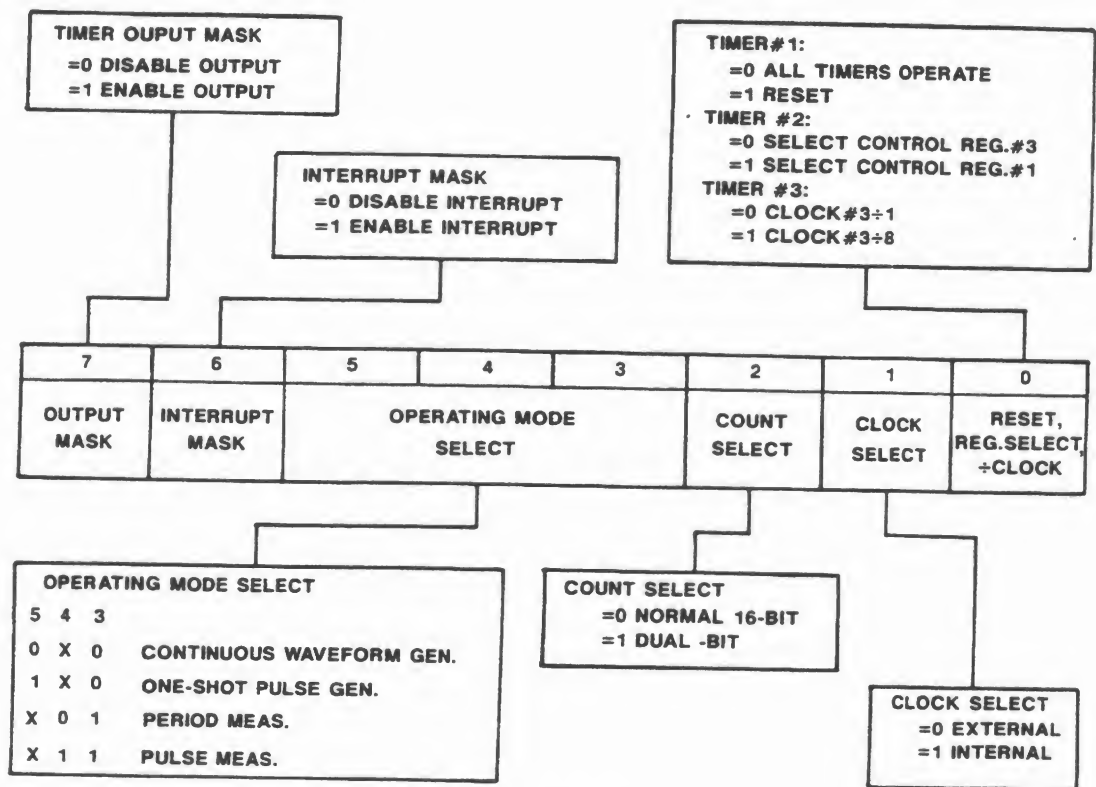 TIMER OUPUT MASK
=0 DISABLE OUTPUT
=1 ENABLE OUTPUT
INTERRUPT MASK
=0 DISABLE INTERRUPT
=1 ENABLE INTERRUPT
TIMER#1:
=0 ALL TIMERS OPERATE
=1 RESET
TIMER #2:
=0 SELECT CONTROL REG.#3
=1 SELECT CONTROL REG.#1
TIMER #3:
=0 CLOCK#3÷1
=1 CLOCK#3÷8
7 6 5 4 3 2 1 0
OUTPUT MASK
INTERRUPT MASK
OPERATING MODE SELECT
COUNT SELECT
CLOCK SELECT
RESET, REG.SELECT, ÷CLOCK
OPERATING MODE SELECT
5 4 3
0 X 0 CONTINUOUS WAVEFORM GEN.
1 X 0 ONE-SHOT PULSE GEN.
X 0 1 PERIOD MEAS.
X 1 1 PULSE MEAS.
COUNT SELECT
=0 NORMAL 16-BIT
=1 DUAL -BIT
CLOCK SELECT
=0 EXTERNAL
=1 INTERNAL